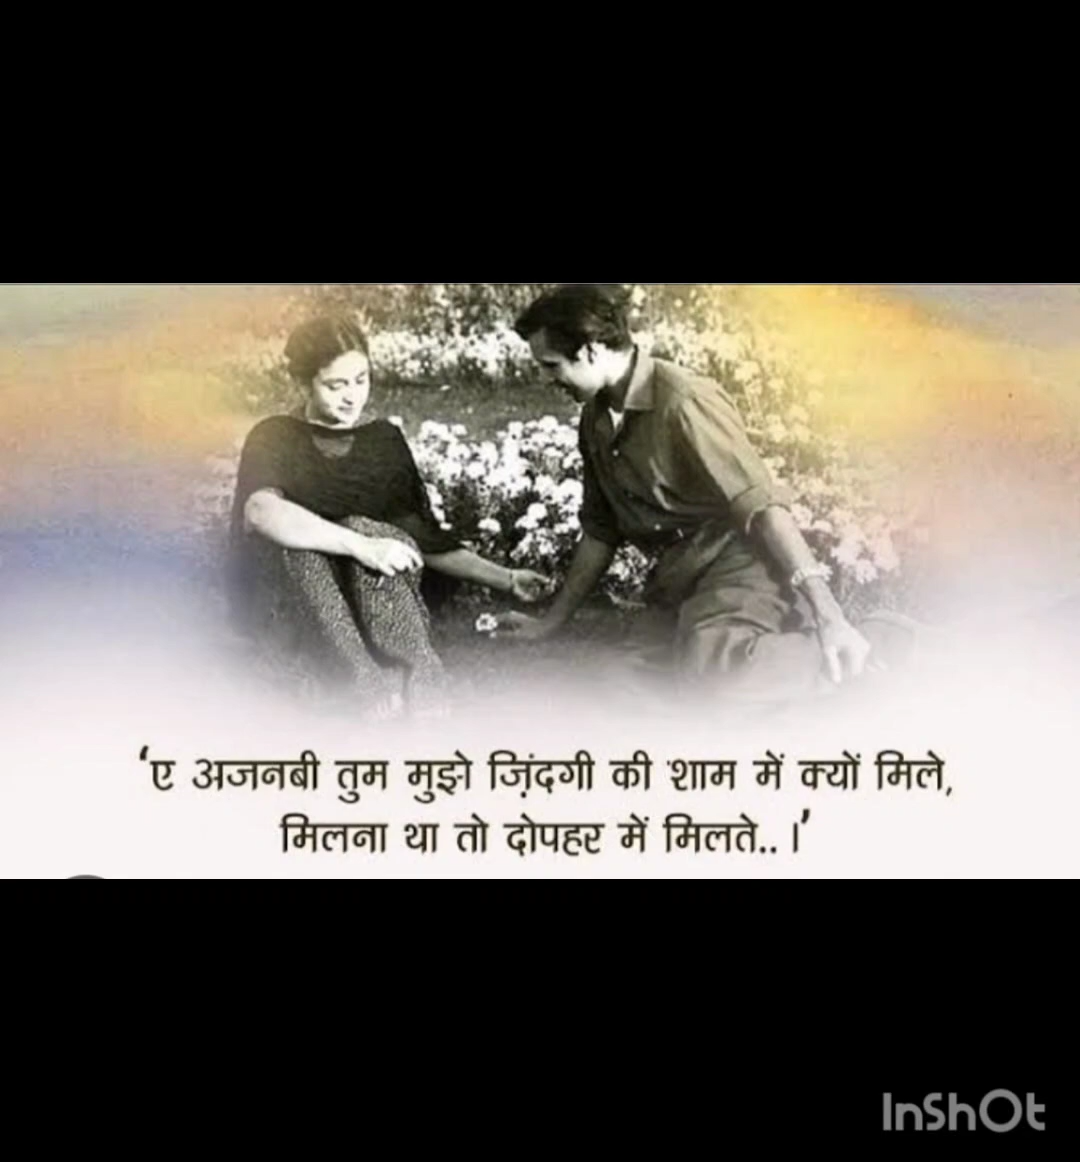 'ए अजनबी तुम मुझे ज़िंदगी की शाम में क्यों मिले,
मिलना था तो दोपहर में मिलते.. ।'
InShOt